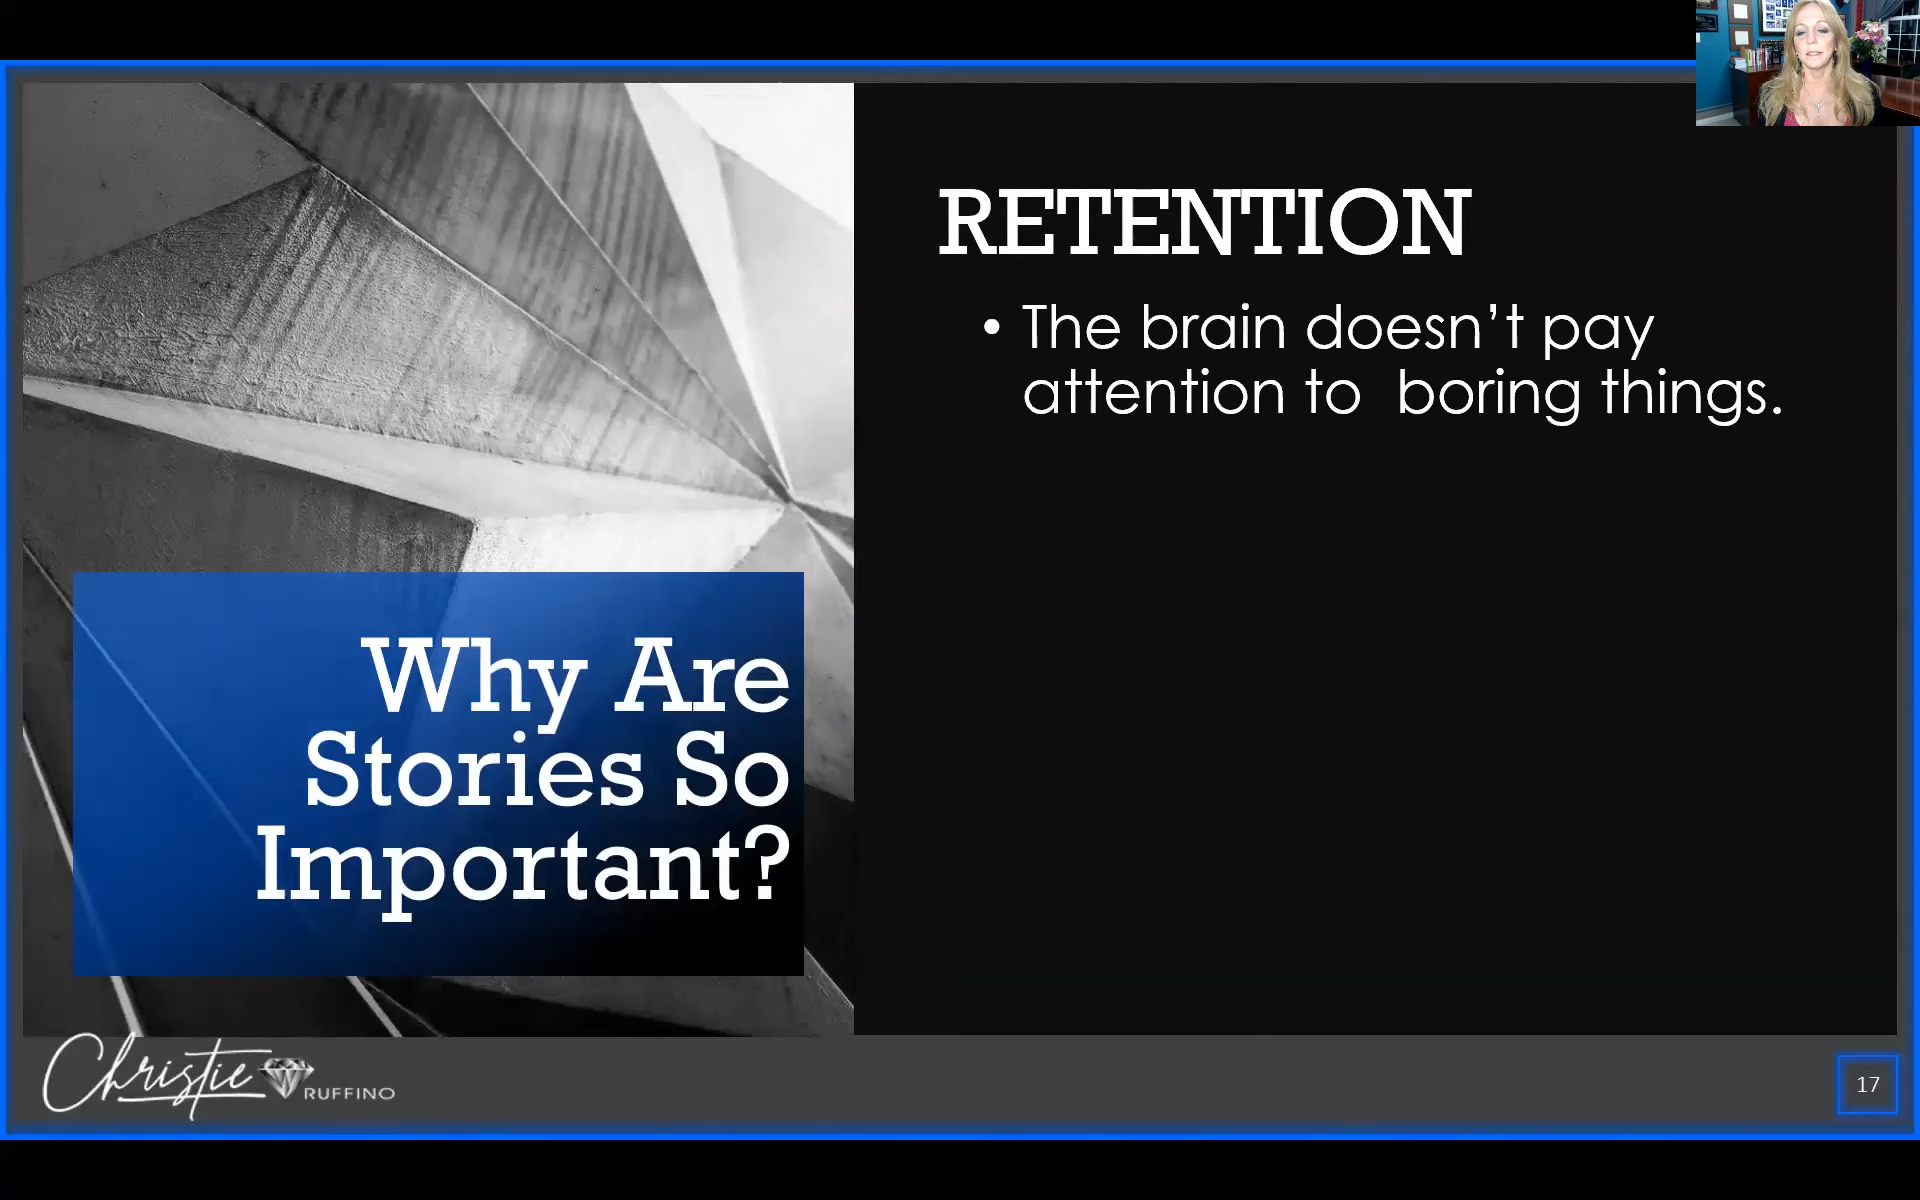 RETENTION
• The brain doesn’t pay
attention to  boring things.
Why Are
Stories So
Important?
Christie RUFFINO
17